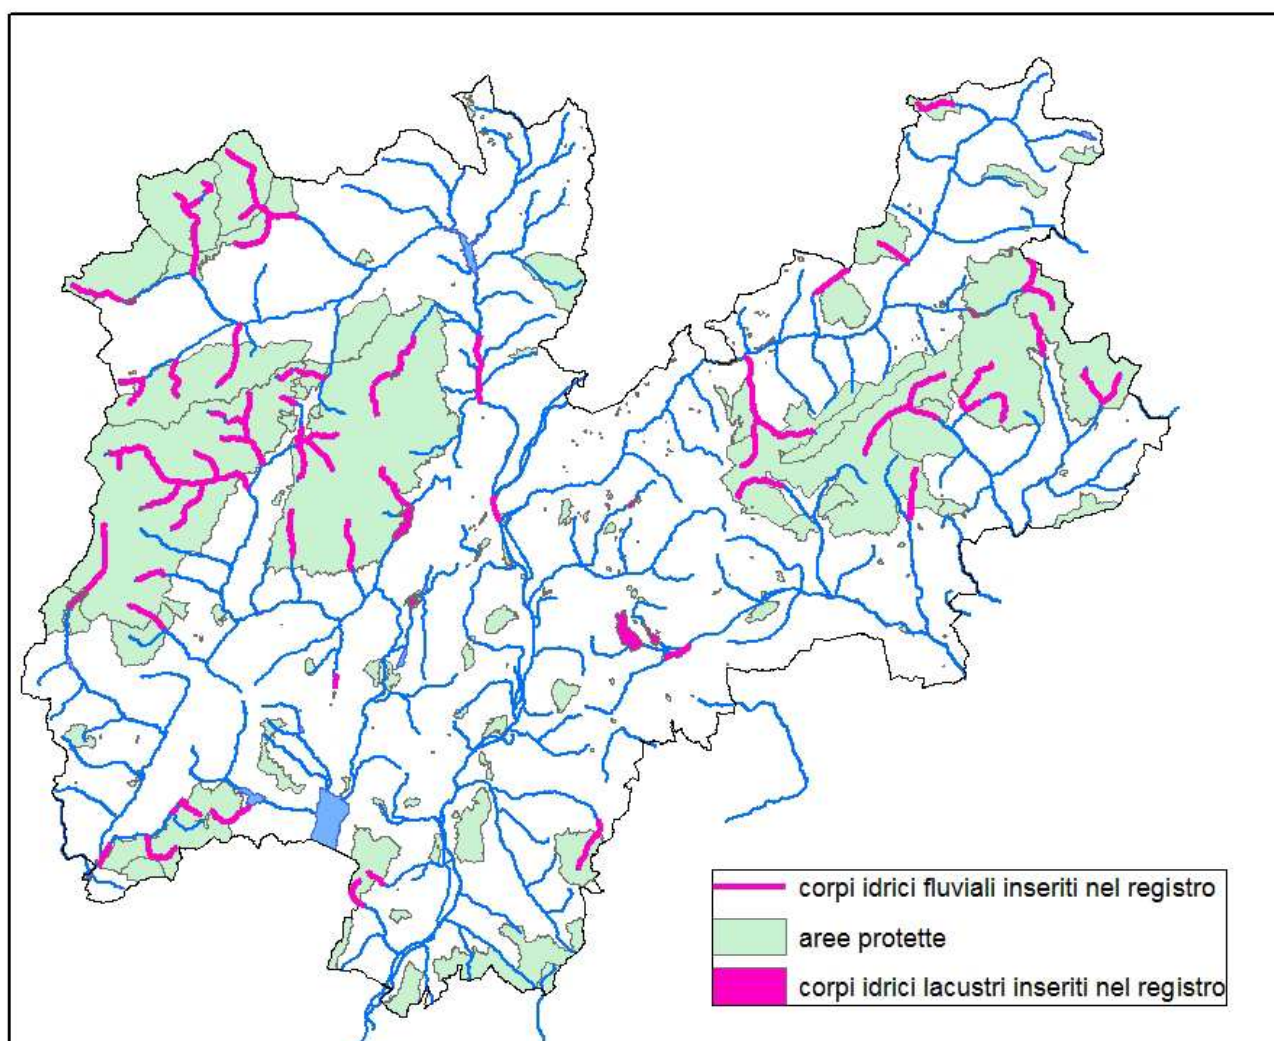 corpi idrici fluviali inseriti nel registro
aree protette
corpi idrici lacustri inseriti nel registro